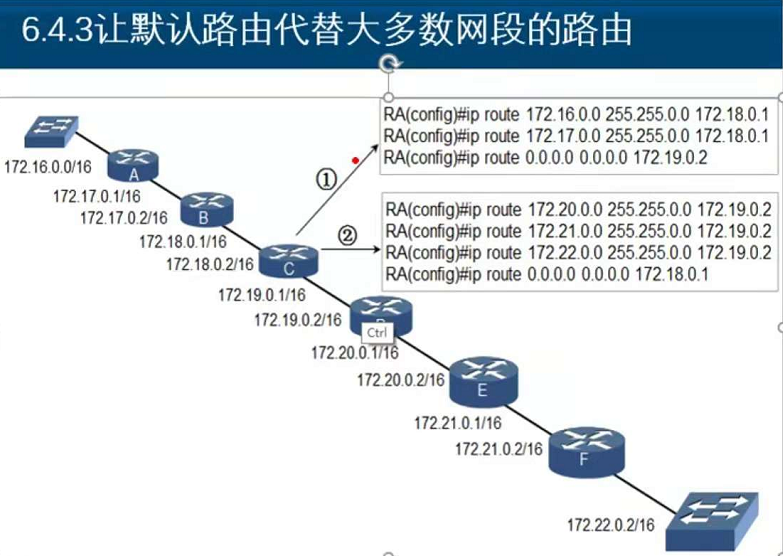 6.4.3让默认路由代替大多数网段的路由
RA(config)#ip route 172.16.0.0 255.255.0.0 172.18.0.1
RA(config)#ip route 172.17.0.0 255.255.0.0 172.18.0.1
RA(config)#ip route 0.0.0.0 0.0.0.0 172.19.0.2
①
RA(config)#ip route 172.20.0.0 255.255.0.0 172.19.0.2
RA(config)#ip route 172.21.0.0 255.255.0.0 172.19.0.2
RA(config)#ip route 172.22.0.0 255.255.0.0 172.19.0.2
RA(config)#ip route 0.0.0.0 0.0.0.0 172.18.0.1
②
172.16.0.0/16
A
172.17.0.1/16
172.17.0.2/16
B
172.18.0.1/16
172.18.0.2/16
C
172.19.0.1/16
172.19.0.2/16
Ctrl
172.20.0.1/16
172.20.0.2/16
E
172.21.0.1/16
172.21.0.2/16
F
172.22.0.2/16